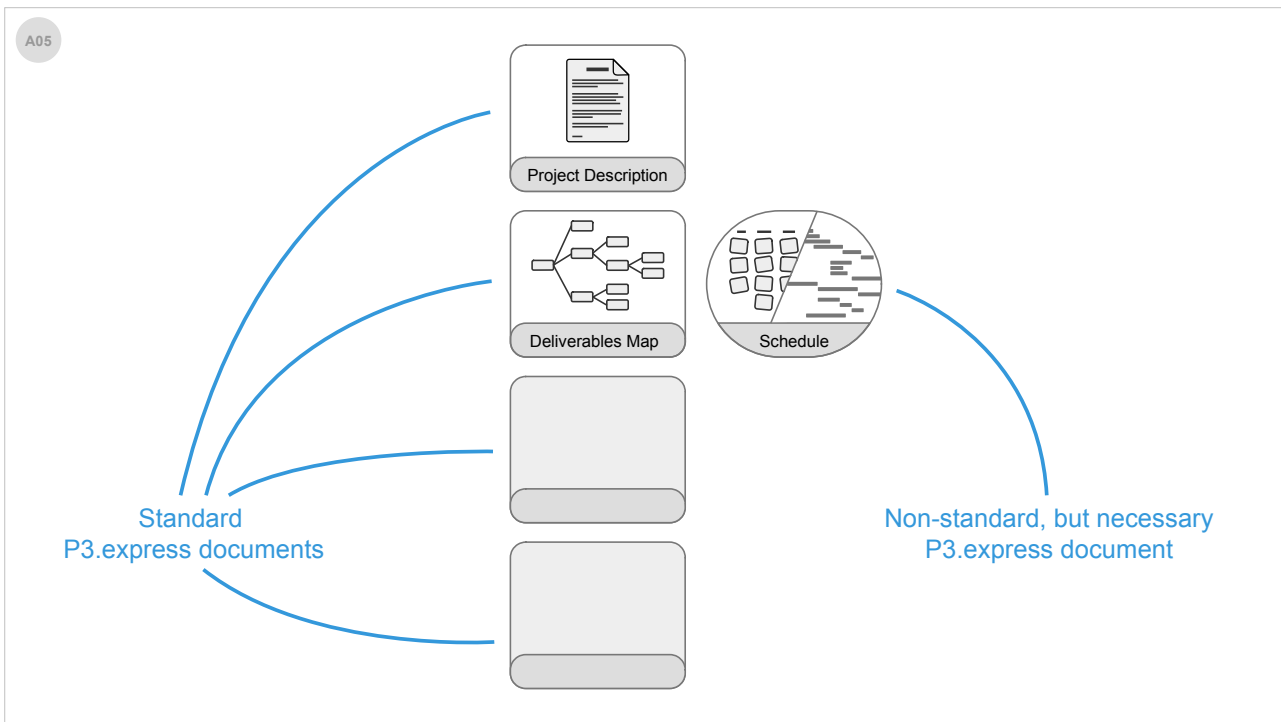 A05
Project Description
Deliverables Map
Schedule
Standard
P3.express documents
Non-standard, but necessary
P3.express document